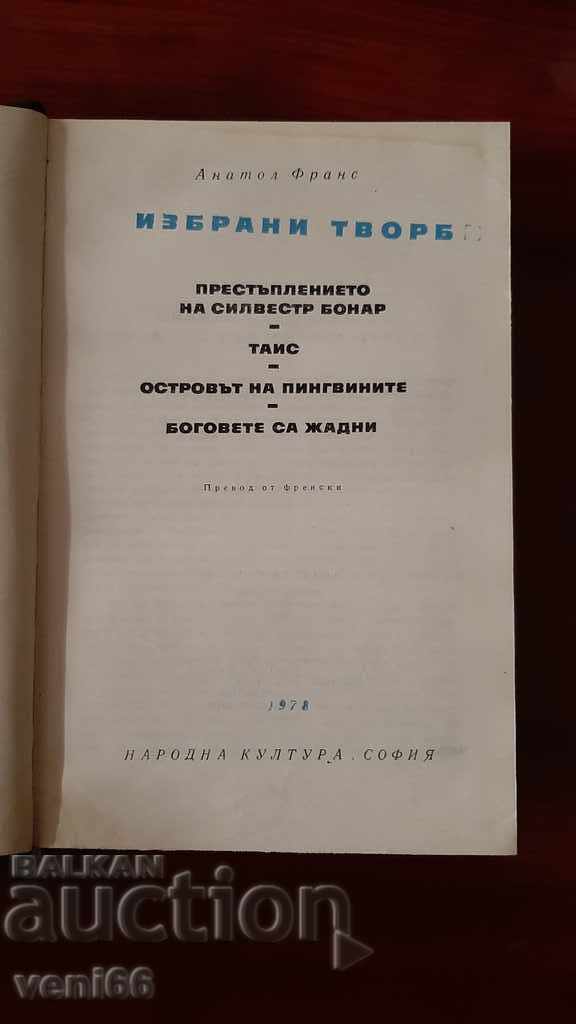 Анатол Франс
ИЗБРАНИ ТВОРБИ
ПРЕСТЪПЛЕНИЕТО
НА СИЛВЕСТР БОНАР
–
ТАИС
–
ОСТРОВЪТ НА ПИНГВИНИТЕ
–
БОГОВЕТЕ СА ЖАДНИ
Превод от френски
1978
НАРОДНА КУЛТУРА, СОФИЯ
BALKAN
auction
veni66